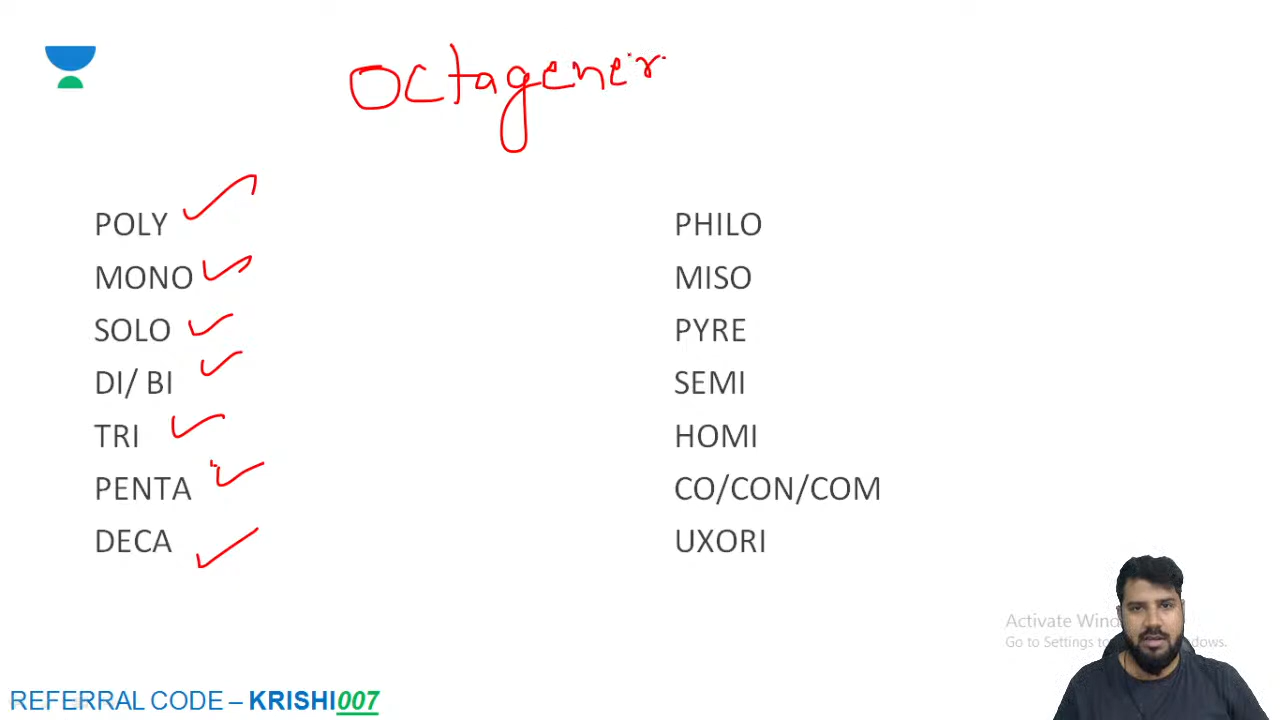 Octagener
POLY
MONO
SOLO
DI/ BI
TRI
PENTA
DECA
PHILO
MISO
PYRE
SEMI
HOMI
CO/CON/COM
UXORI
Activate Wind
Go to Settings to dows.
REFERRAL CODE – KRISHI007